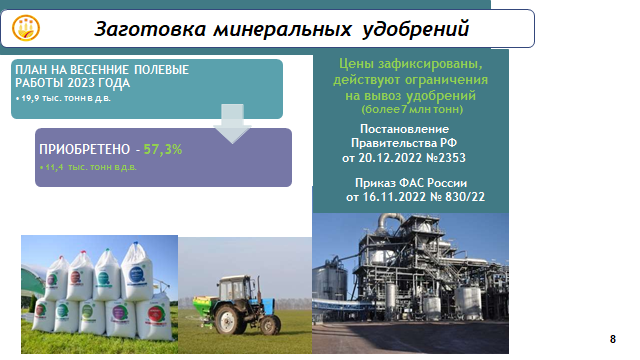 Заготовка минеральных удобрений
ПЛАН НА ВЕСЕННИЕ ПОЛЕВЫЕ
РАБОТЫ 2023 ГОДА
• 19,9 тыс. тонн в д.в.
ПРИОБРЕТЕНО - 57,3%
• 11,4 тыс. тонн в д.в.
Цены зафиксированы,
действуют ограничения
на вывоз удобрений
(более 7 млн тонн)
Постановление
Правительства РФ
от 20.12.2022 №2353
Приказ ФАС России
от 16.11.2022 № 830/22
8